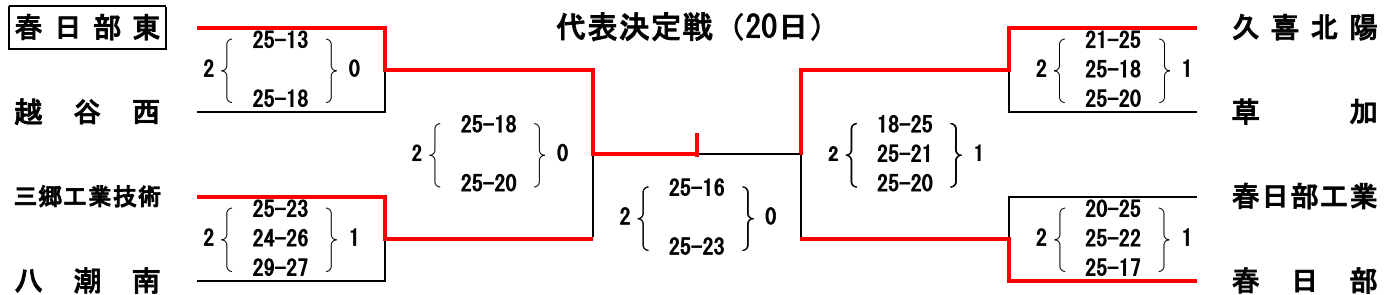 代表決定戦（20日）
春日部東
25-13
2 0
25-18
越谷西
25-18
2 0
25-20
三郷工業技術
25-23
2 24-26 1
29-27
八潮南
25-16
2 0
25-23
久喜北陽
21-25
2 25-18 1
25-20
草加
18-25
2 25-21 1
25-20
春日部工業
20-25
2 25-22 1
25-17
春日部